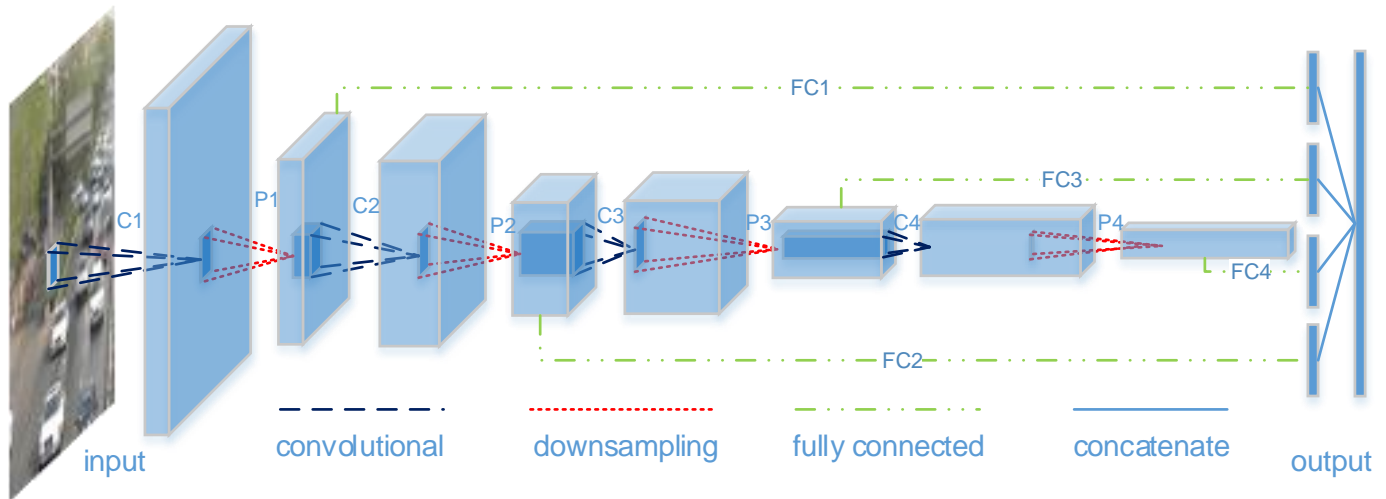 FC1
FC3
C1
P1
C2
P2
C3
P3
C4
P4
FC4
FC2
convolutional
downsampling
fully connected
concatenate
input
output